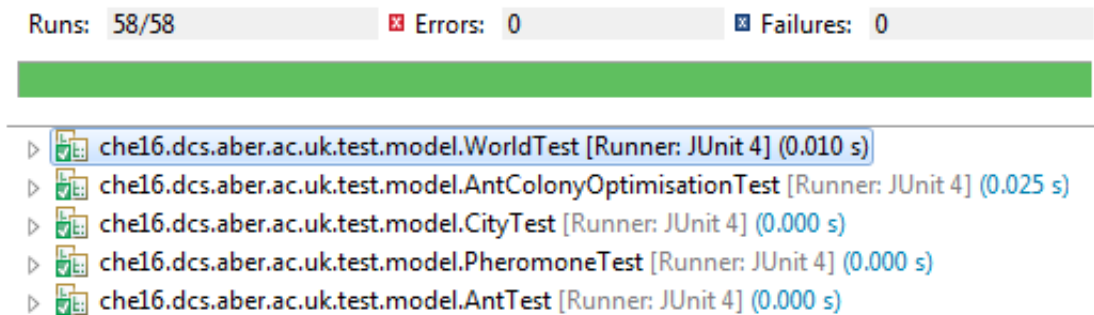 Runs: 58/58 Errors: 0 Failures: 0
che16.dcs.aber.ac.uk.test.model.WorldTest [Runner: JUnit 4] (0.010 s)
che16.dcs.aber.ac.uk.test.model.AntColonyOptimisationTest [Runner: JUnit 4] (0.025 s)
che16.dcs.aber.ac.uk.test.model.CityTest [Runner: JUnit 4] (0.000 s)
che16.dcs.aber.ac.uk.test.model.PheromoneTest [Runner: JUnit 4] (0.000 s)
che16.dcs.aber.ac.uk.test.model.AntTest [Runner: JUnit 4] (0.000 s)